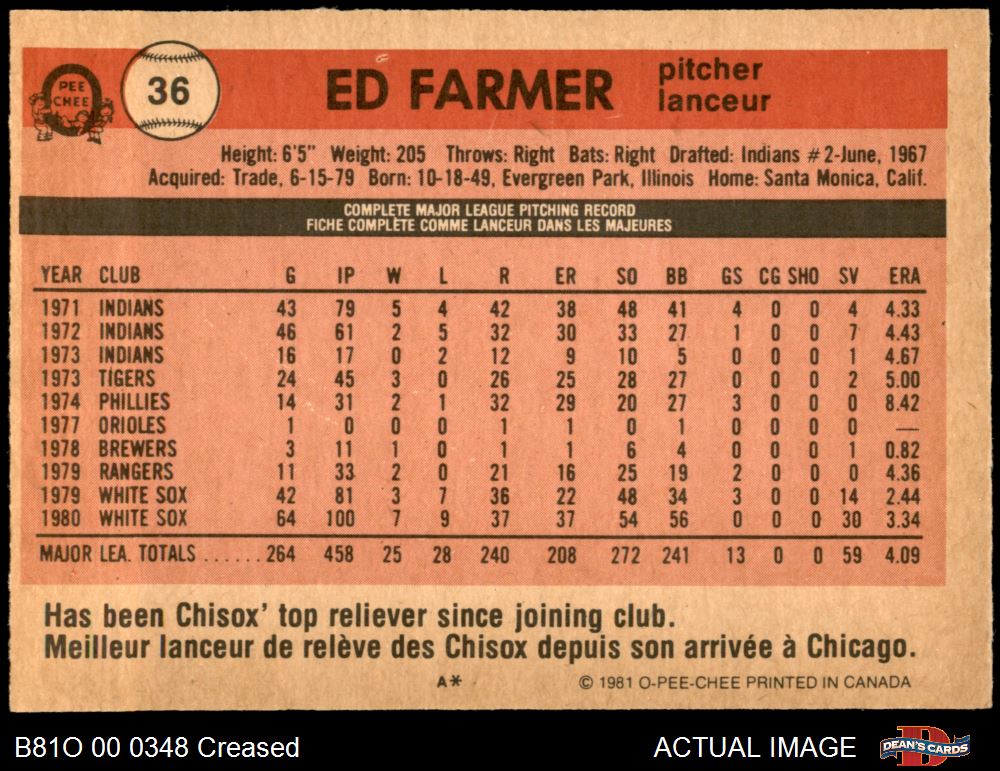 PEE
CHEE
36
ED FARMER
pitcher
lanceur
Height: 6'5" Weight: 205 Throws: Right Bats: Right Drafted: Indians #2-June, 1967
Acquired: Trade, 6-15-79 Born: 10-18-49, Evergreen Park, Illinois Home: Santa Monica, Calif.
COMPLETE MAJOR LEAGUE PITCHING RECORD
FICHE COMPLÈTE COMME LANCEUR DANS LES MAJEURES
YEAR CLUB G IP W L R ER SO BB GS CG SHO SV ERA
1971 INDIANS 43 79 5 4 42 38 48 41 4 0 0 4 4.33
1972 INDIANS 46 61 2 5 32 30 33 27 1 0 0 7 4.43
1973 INDIANS 16 17 0 2 12 9 10 5 0 0 0 1 4.67
1973 TIGERS 24 45 3 0 26 25 28 27 0 0 0 2 5.00
1974 PHILLIES 14 31 2 1 32 29 20 27 3 0 0 0 8.42
1977 ORIOLES 1 0 0 0 1 1 0 1 0 0 0 0 —
1978 BREWERS 3 11 1 0 1 1 6 4 0 0 0 1 0.82
1979 RANGERS 11 33 2 0 21 16 25 19 2 0 0 0 4.36
1979 WHITE SOX 42 81 3 7 36 22 48 34 3 0 0 14 2.44
1980 WHITE SOX 64 100 7 9 37 37 54 56 0 0 0 30 3.34
MAJOR LEA. TOTALS ...... 264 458 25 28 240 208 272 241 13 0 0 59 4.09
Has been Chisox' top reliever since joining club.
Meilleur lanceur de relève des Chisox depuis son arrivée à Chicago.
A* © 1981 O-PEE-CHEE PRINTED IN CANADA
B81O 00 0348 Creased ACTUAL IMAGE DEAN'S CARDS